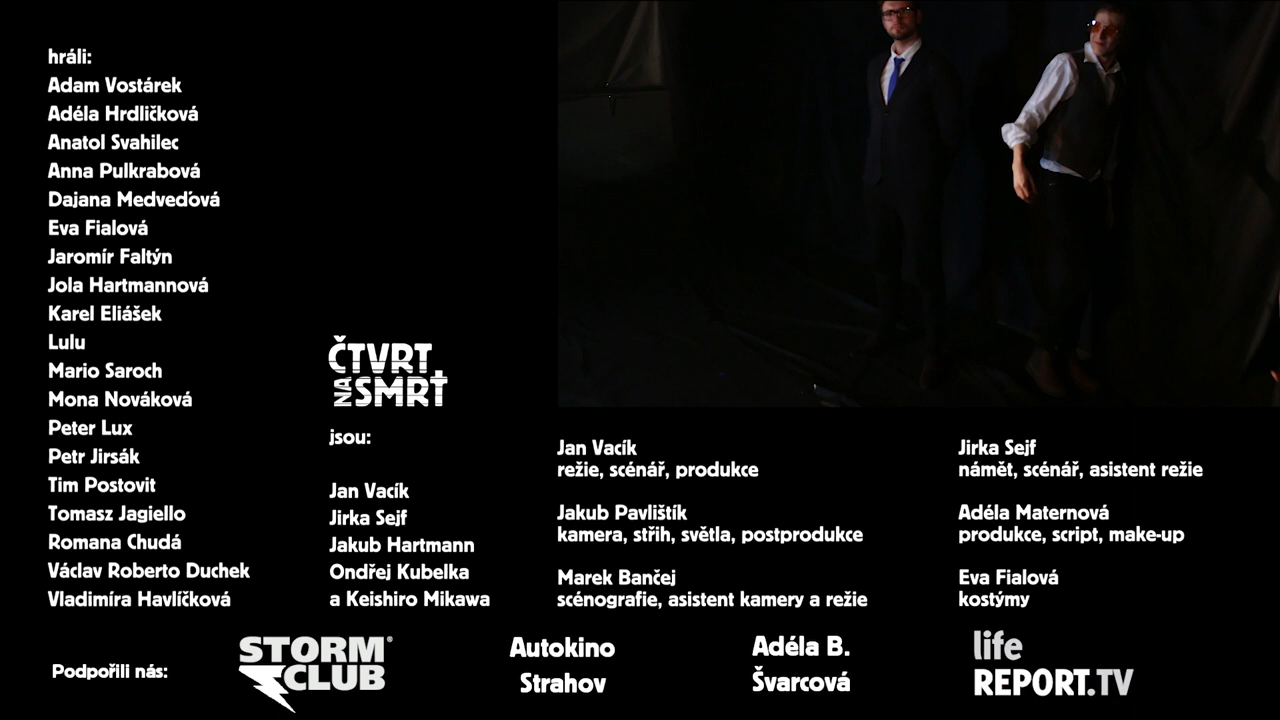 hráli:
Adam Vostárek
Adéla Hrdličková
Anatol Svahilec
Anna Pulkrabová
Dajana Medveďová
Eva Fialová
Jaromír Faltýn
Jola Hartmannová
Karel Eliášek
Lulu
Mario Saroch
Mona Nováková
Peter Lux
Petr Jirsák
Tim Postovit
Tomasz Jagiello
Romana Chudá
Václav Roberto Duchek
Vladimíra Havlíčková
ČTVRT
NA SMRŤ
jsou:
Jan Vacík
Jirka Sejf
Jakub Hartmann
Ondřej Kubelka
a Keishiro Mikawa
Jan Vacík
režie, scénář, produkce
Jakub Pavlištík
kamera, střih, světla, postprodukce
Marek Bančej
scénografie, asistent kamery a režie
Jirka Sejf
námět, scénář, asistent režie
Adéla Maternová
produkce, script, make-up
Eva Fialová
kostýmy
Podpořili nás:
STORM®
CLUB
Autokino
Strahov
Adéla B.
Švarcová
life
REPORT.TV